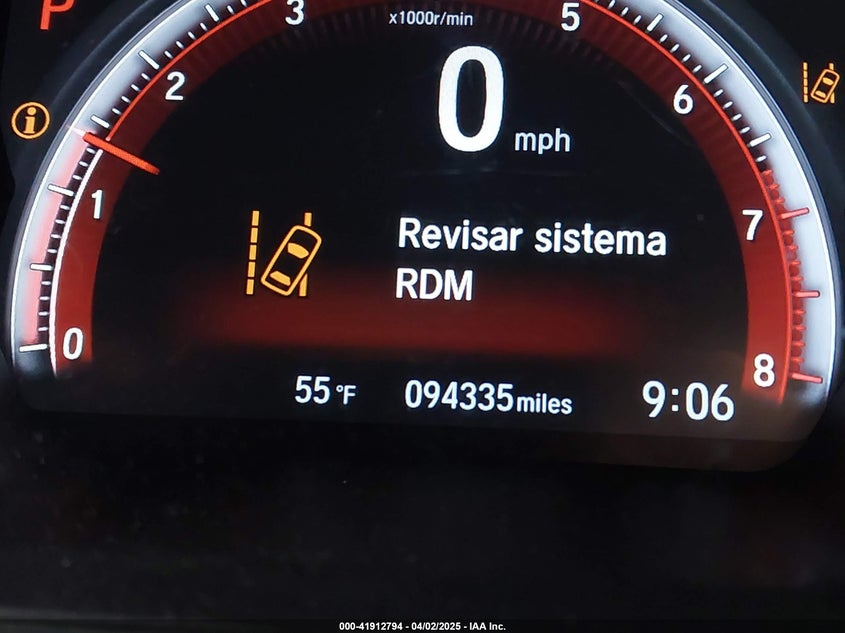 P
3
5
x1000r/min
2
6
0 mph
1
7
Revisar sistema
RDM
0
8
55 °F 094335 miles 9:06
000-41912794 - 04/02/2025 - IAA Inc.